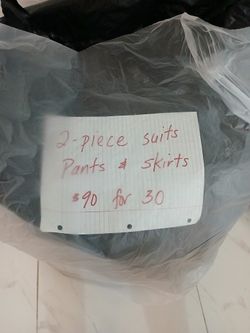 2-piece suits
Pants & Skirts
$90 for 30